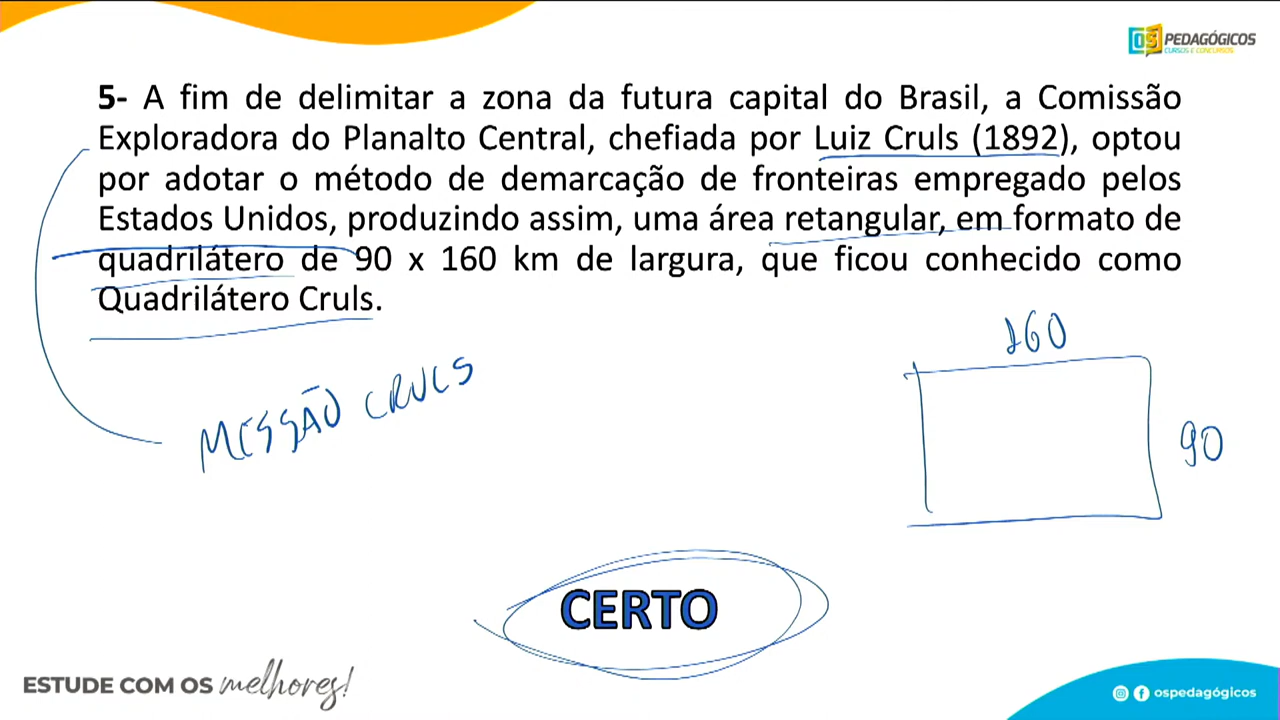 OS PEDAGÓGICOS
CURSOS E CONCURSOS
5- A fim de delimitar a zona da futura capital do Brasil, a Comissão
Exploradora do Planalto Central, chefiada por Luiz Cruls (1892), optou
por adotar o método de demarcação de fronteiras empregado pelos
Estados Unidos, produzindo assim, uma área retangular, em formato de
quadrilátero de 90 x 160 km de largura, que ficou conhecido como
Quadrilátero Cruls.
160
MISSÃO CRULS
90
CERTO
ESTUDE COM OS melhores!
ospedagógicos